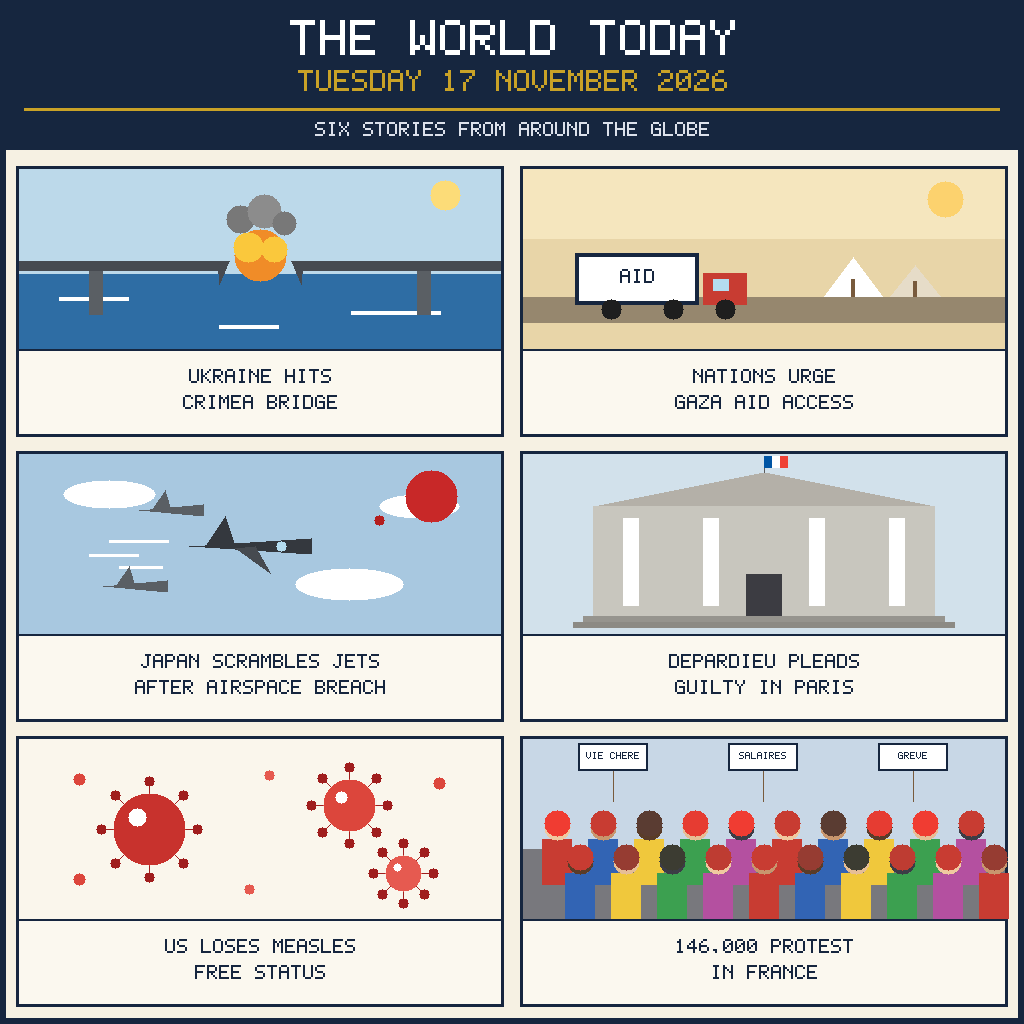 THE WORLD TODAY
TUESDAY 17 NOVEMBER 2026
SIX STORIES FROM AROUND THE GLOBE
UKRAINE HITS
CRIMEA BRIDGE
AID
NATIONS URGE
GAZA AID ACCESS
JAPAN SCRAMBLES JETS
AFTER AIRSPACE BREACH
DEPARDIEU PLEADS
GUILTY IN PARIS
US LOSES MEASLES
FREE STATUS
VIE CHERE
SALAIRES
GREVE
146,000 PROTEST
IN FRANCE